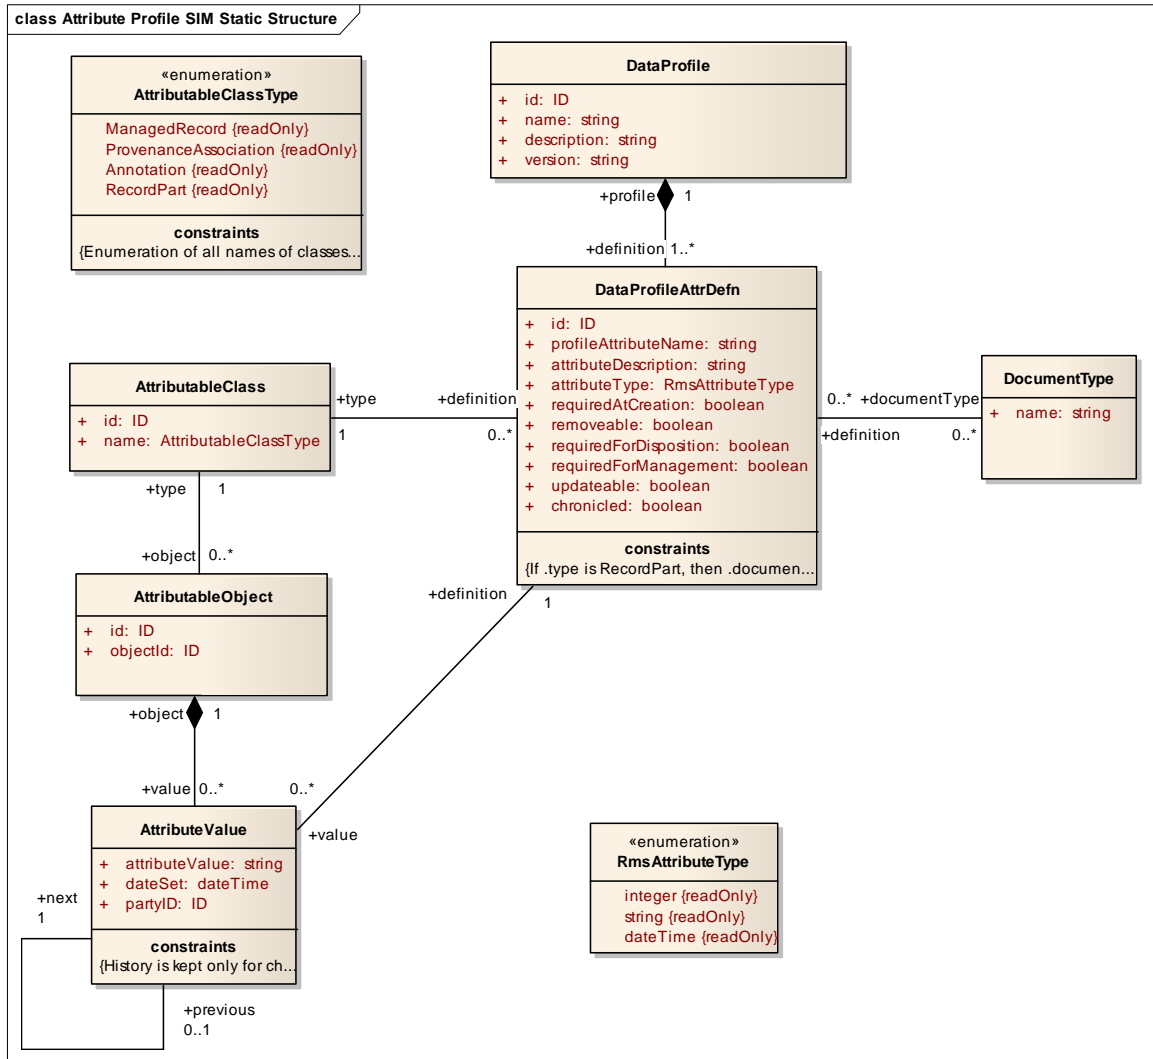 class Attribute Profile SIM Static Structure
«enumeration»
AttributableClassType
ManagedRecord {readOnly}
ProvenanceAssociation {readOnly}
Annotation {readOnly}
RecordPart {readOnly}
constraints
{Enumeration of all names of classes...
DataProfile
+ id: ID
+ name: string
+ description: string
+ version: string
+profile 1
+definition 1..*
DataProfileAttrDefn
+ id: ID
+ profileAttributeName: string
+ attributeDescription: string
+ attributeType: RmsAttributeType
+ requiredAtCreation: boolean
+ removeable: boolean
+ requiredForDisposition: boolean
+ requiredForManagement: boolean
+ updateable: boolean
+ chronicled: boolean
constraints
{If .type is RecordPart, then .documen...
AttributableClass
+ id: ID
+ name: AttributableClassType
+type
1
+definition
0..*
0..* +documentType
+definition 0..*
DocumentType
+ name: string
+type 1
+object 0..*
AttributableObject
+ id: ID
+ objectId: ID
+definition
1
+object 1
+value 0..*
0..*
+value
AttributeValue
+ attributeValue: string
+ dateSet: dateTime
+ partyID: ID
constraints
{History is kept only for ch...
+next
1
+previous
0..1
«enumeration»
RmsAttributeType
integer {readOnly}
string {readOnly}
dateTime {readOnly}